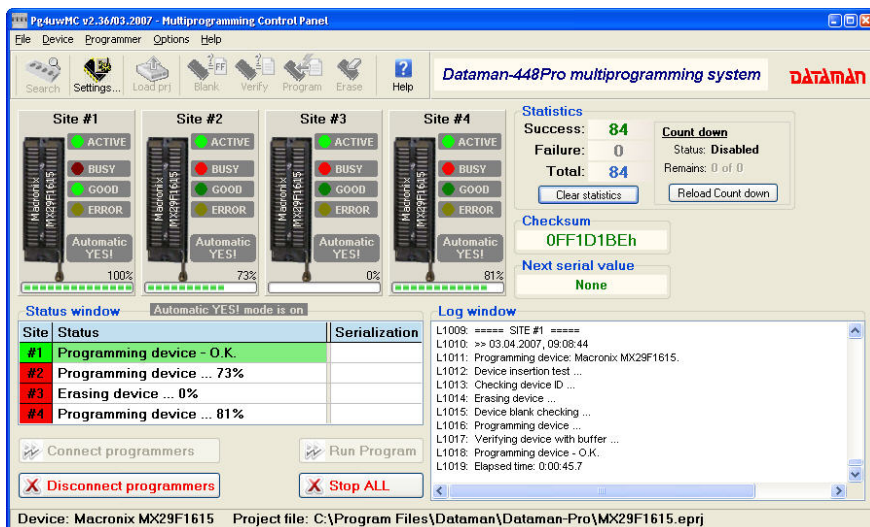 Pg4uwMC v2.36/03.2007 - Multiprogramming Control Panel
File Device Programmer Options Help
Search Settings... Load prj Blank Verify Program Erase Help
Dataman-448Pro multiprogramming system
DATAMAN
Site #1 Site #2 Site #3 Site #4
Macronix MX29F1615 ACTIVE BUSY GOOD ERROR Automatic YES! 100%
Macronix MX29F1615 ACTIVE BUSY GOOD ERROR Automatic YES! 73%
Macronix MX29F1615 ACTIVE BUSY GOOD ERROR Automatic YES! 0%
Macronix MX29F1615 ACTIVE BUSY GOOD ERROR Automatic YES! 81%
Statistics
Success: 84
Failure: 0
Total: 84
Clear statistics
Count down
Status: Disabled
Remains: 0 of 0
Reload Count down
Checksum
0FF1D1BEh
Next serial value
None
Status window Automatic YES! mode is on
Site Status Serialization
#1 Programming device - O.K.
#2 Programming device ... 73%
#3 Erasing device ... 0%
#4 Programming device ... 81%
Connect programmers Run Program
Disconnect programmers Stop ALL
Log window
L1009: ===== SITE #1 =====
L1010: >> 03.04.2007, 09:08:44
L1011: Programming device: Macronix MX29F1615.
L1012: Device insertion test ...
L1013: Checking device ID ...
L1014: Erasing device ...
L1015: Device blank checking ...
L1016: Programming device ...
L1017: Verifying device with buffer ...
L1018: Programming device - O.K.
L1019: Elapsed time: 0:00:45.7
Device: Macronix MX29F1615 Project file: C:\Program Files\Dataman\Dataman-Pro\MX29F1615.eprj